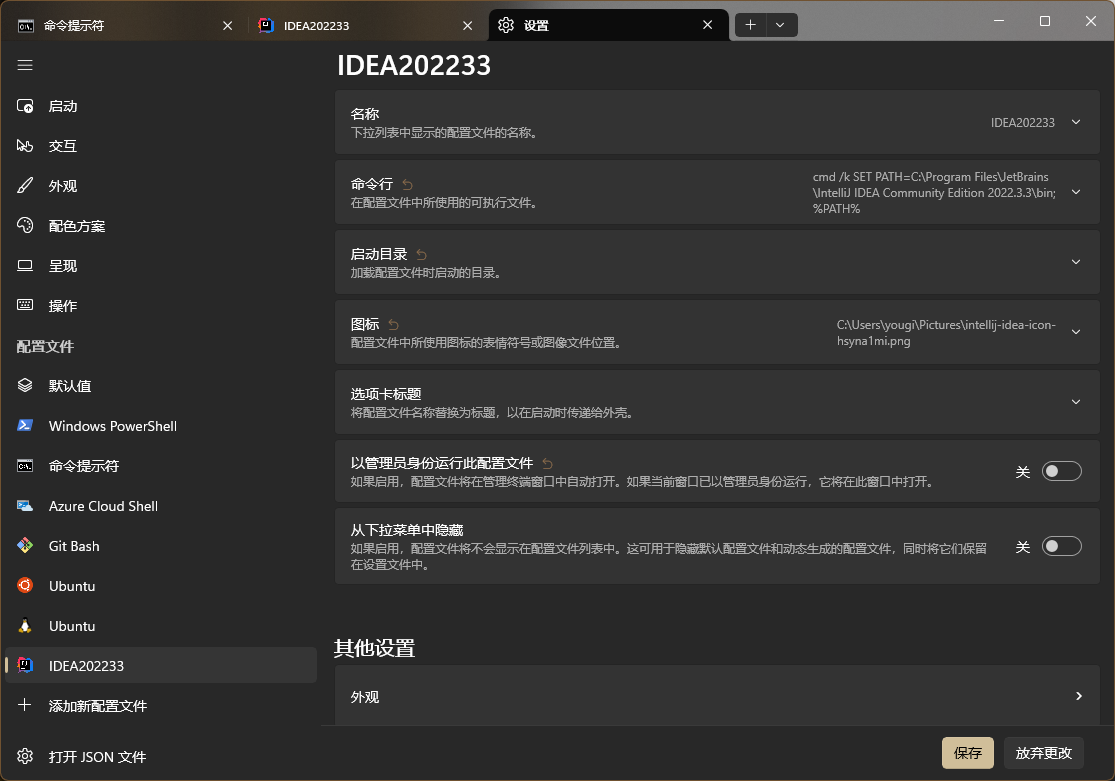 命令提示符
IDEA202233
设置
启动
交互
外观
配色方案
呈现
操作
配置文件
默认值
Windows PowerShell
命令提示符
Azure Cloud Shell
Git Bash
Ubuntu
Ubuntu
IDEA202233
添加新配置文件
打开 JSON 文件
IDEA202233
名称
下拉列表中显示的配置文件的名称。
IDEA202233
命令行
在配置文件中所使用的可执行文件。
cmd /k SET PATH=C:\Program Files\JetBrains
\IntelliJ IDEA Community Edition 2022.3.3\bin;
%PATH%
启动目录
加载配置文件时启动的目录。
图标
配置文件中所使用图标的表情符号或图像文件位置。
C:\Users\yougi\Pictures\intellij-idea-icon-
hsyna1mi.png
选项卡标题
将配置文件名称替换为标题，以在启动时传递给外壳。
以管理员身份运行此配置文件
如果启用，配置文件将在管理终端窗口中自动打开。如果当前窗口已以管理员身份运行，它将在此窗口中打开。
关
从下拉菜单中隐藏
如果启用，配置文件将不会显示在配置文件列表中。这可用于隐藏默认配置文件和动态生成的配置文件，同时将它们保留
在设置文件中。
关
其他设置
外观
保存
放弃更改